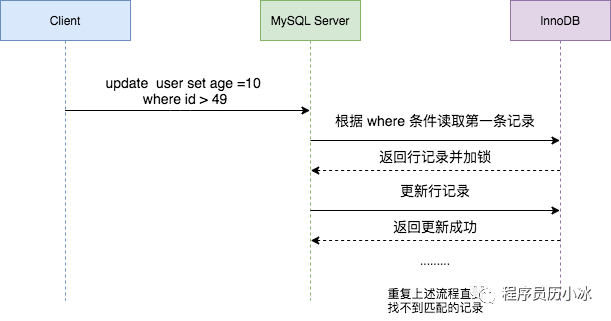 Client
MySQL Server
InnoDB
update user set age =10
where id > 49
根据 where 条件读取第一条记录
返回行记录并加锁
更新行记录
返回更新成功
.........
重复上述流程直
找不到匹配的记录
程序员历小冰